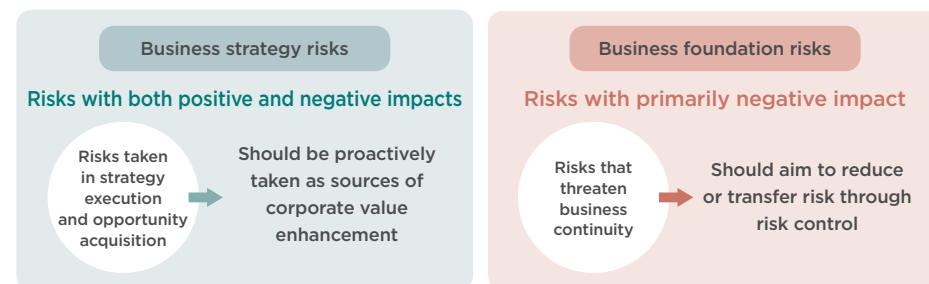 Business strategy risks
Risks with both positive and negative impacts
Risks taken
in strategy
execution
and opportunity
acquisition
Should be proactively
taken as sources of
corporate value
enhancement
Business foundation risks
Risks with primarily negative impact
Risks that
threaten
business
continuity
Should aim to reduce
or transfer risk through
risk control